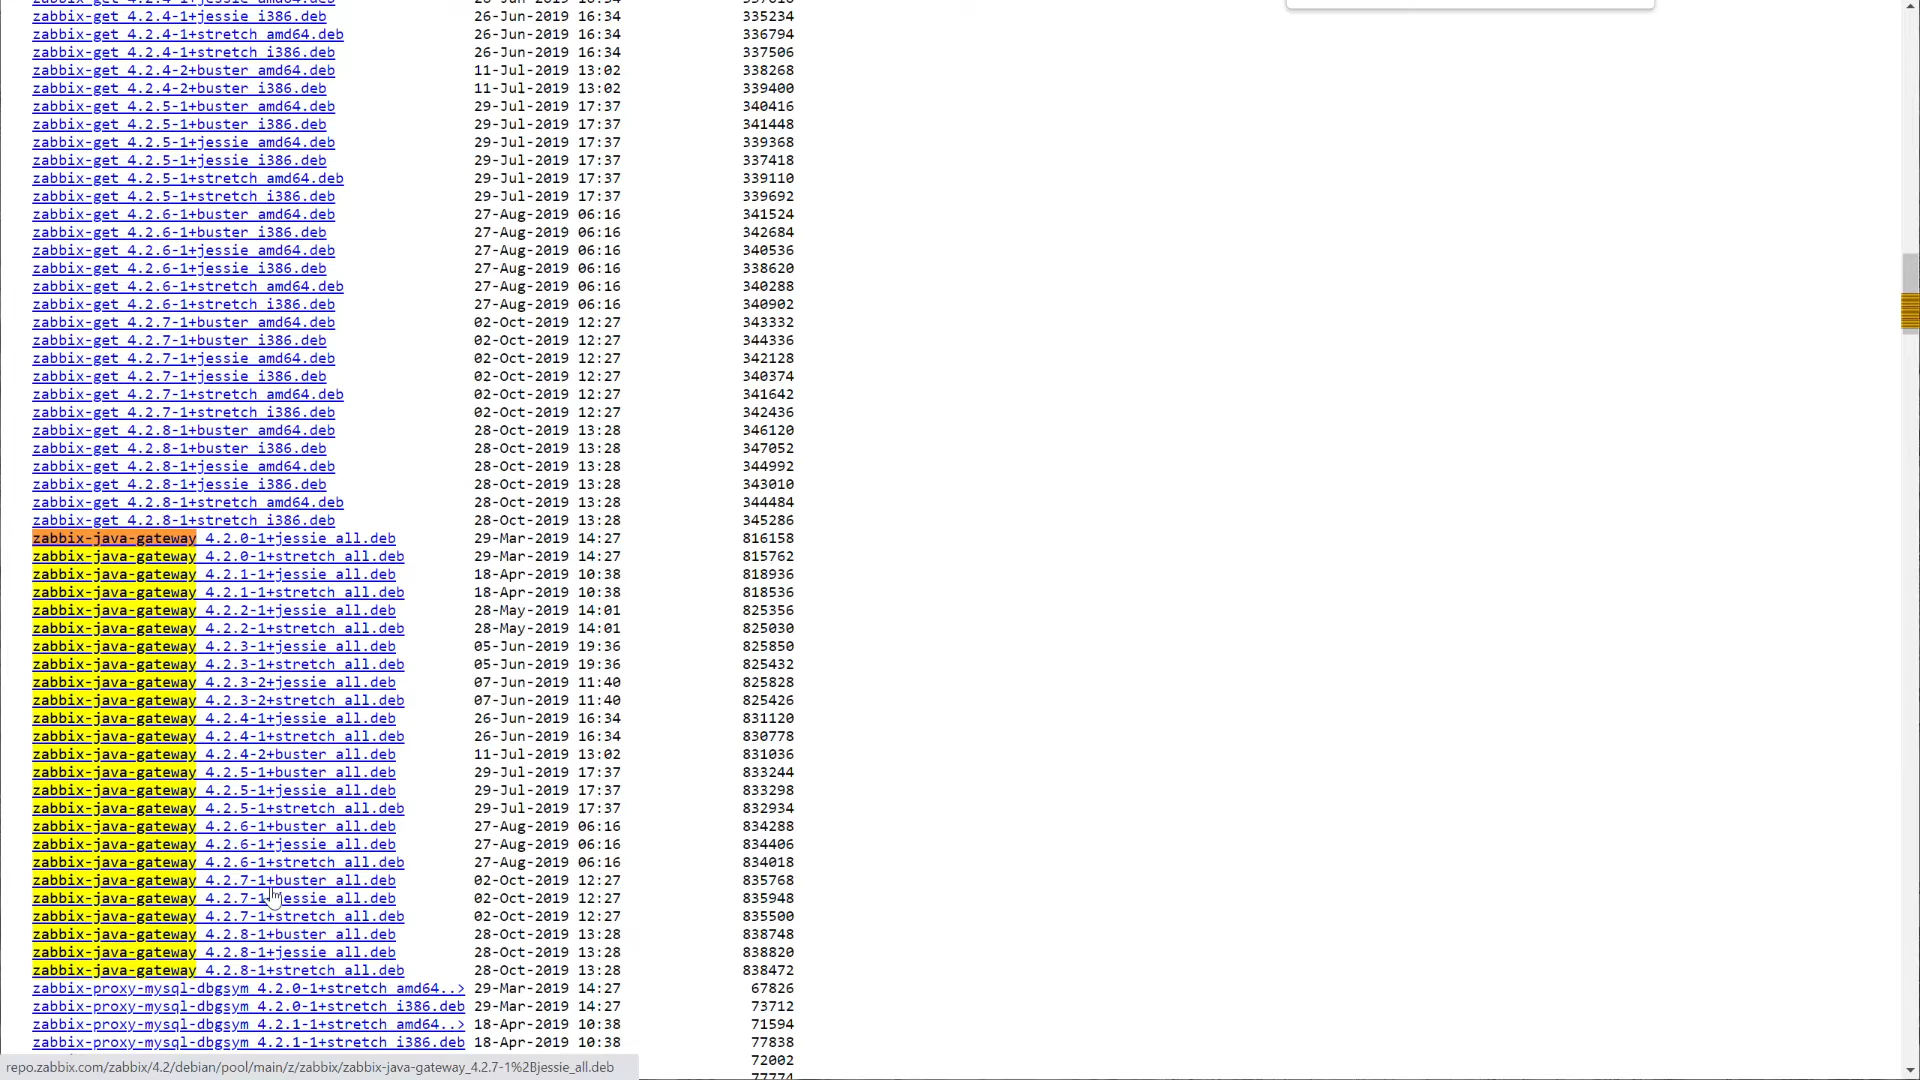 zabbix-get_4.2.4-1+jessie_i386.deb 26-Jun-2019 16:34 335234
zabbix-get_4.2.4-1+stretch_amd64.deb 26-Jun-2019 16:34 336794
zabbix-get_4.2.4-1+stretch_i386.deb 26-Jun-2019 16:34 337506
zabbix-get_4.2.4-2+buster_amd64.deb 11-Jul-2019 13:02 338268
zabbix-get_4.2.4-2+buster_i386.deb 11-Jul-2019 13:02 339400
zabbix-get_4.2.5-1+buster_amd64.deb 29-Jul-2019 17:37 340416
zabbix-get_4.2.5-1+buster_i386.deb 29-Jul-2019 17:37 341448
zabbix-get_4.2.5-1+jessie_amd64.deb 29-Jul-2019 17:37 339368
zabbix-get_4.2.5-1+jessie_i386.deb 29-Jul-2019 17:37 337418
zabbix-get_4.2.5-1+stretch_amd64.deb 29-Jul-2019 17:37 339110
zabbix-get_4.2.5-1+stretch_i386.deb 29-Jul-2019 17:37 339692
zabbix-get_4.2.6-1+buster_amd64.deb 27-Aug-2019 06:16 341524
zabbix-get_4.2.6-1+buster_i386.deb 27-Aug-2019 06:16 342684
zabbix-get_4.2.6-1+jessie_amd64.deb 27-Aug-2019 06:16 340536
zabbix-get_4.2.6-1+jessie_i386.deb 27-Aug-2019 06:16 338620
zabbix-get_4.2.6-1+stretch_amd64.deb 27-Aug-2019 06:16 340288
zabbix-get_4.2.6-1+stretch_i386.deb 27-Aug-2019 06:16 340902
zabbix-get_4.2.7-1+buster_amd64.deb 02-Oct-2019 12:27 343332
zabbix-get_4.2.7-1+buster_i386.deb 02-Oct-2019 12:27 344336
zabbix-get_4.2.7-1+jessie_amd64.deb 02-Oct-2019 12:27 342128
zabbix-get_4.2.7-1+jessie_i386.deb 02-Oct-2019 12:27 340374
zabbix-get_4.2.7-1+stretch_amd64.deb 02-Oct-2019 12:27 341642
zabbix-get_4.2.7-1+stretch_i386.deb 02-Oct-2019 12:27 342436
zabbix-get_4.2.8-1+buster_amd64.deb 28-Oct-2019 13:28 346120
zabbix-get_4.2.8-1+buster_i386.deb 28-Oct-2019 13:28 347052
zabbix-get_4.2.8-1+jessie_amd64.deb 28-Oct-2019 13:28 344992
zabbix-get_4.2.8-1+jessie_i386.deb 28-Oct-2019 13:28 343010
zabbix-get_4.2.8-1+stretch_amd64.deb 28-Oct-2019 13:28 344484
zabbix-get_4.2.8-1+stretch_i386.deb 28-Oct-2019 13:28 345286
zabbix-java-gateway_4.2.0-1+jessie_all.deb 29-Mar-2019 14:27 816158
zabbix-java-gateway_4.2.0-1+stretch_all.deb 29-Mar-2019 14:27 815762
zabbix-java-gateway_4.2.1-1+jessie_all.deb 18-Apr-2019 10:38 818936
zabbix-java-gateway_4.2.1-1+stretch_all.deb 18-Apr-2019 10:38 818536
zabbix-java-gateway_4.2.2-1+jessie_all.deb 28-May-2019 14:01 825356
zabbix-java-gateway_4.2.2-1+stretch_all.deb 28-May-2019 14:01 825030
zabbix-java-gateway_4.2.3-1+jessie_all.deb 05-Jun-2019 19:36 825850
zabbix-java-gateway_4.2.3-1+stretch_all.deb 05-Jun-2019 19:36 825432
zabbix-java-gateway_4.2.3-2+jessie_all.deb 07-Jun-2019 11:40 825828
zabbix-java-gateway_4.2.3-2+stretch_all.deb 07-Jun-2019 11:40 825426
zabbix-java-gateway_4.2.4-1+jessie_all.deb 26-Jun-2019 16:34 831120
zabbix-java-gateway_4.2.4-1+stretch_all.deb 26-Jun-2019 16:34 830778
zabbix-java-gateway_4.2.4-2+buster_all.deb 11-Jul-2019 13:02 831036
zabbix-java-gateway_4.2.5-1+buster_all.deb 29-Jul-2019 17:37 833244
zabbix-java-gateway_4.2.5-1+jessie_all.deb 29-Jul-2019 17:37 833298
zabbix-java-gateway_4.2.5-1+stretch_all.deb 29-Jul-2019 17:37 832934
zabbix-java-gateway_4.2.6-1+buster_all.deb 27-Aug-2019 06:16 834288
zabbix-java-gateway_4.2.6-1+jessie_all.deb 27-Aug-2019 06:16 834406
zabbix-java-gateway_4.2.6-1+stretch_all.deb 27-Aug-2019 06:16 834018
zabbix-java-gateway_4.2.7-1+buster_all.deb 02-Oct-2019 12:27 835768
zabbix-java-gateway_4.2.7-1+jessie_all.deb 02-Oct-2019 12:27 835948
zabbix-java-gateway_4.2.7-1+stretch_all.deb 02-Oct-2019 12:27 835500
zabbix-java-gateway_4.2.8-1+buster_all.deb 28-Oct-2019 13:28 838748
zabbix-java-gateway_4.2.8-1+jessie_all.deb 28-Oct-2019 13:28 838820
zabbix-java-gateway_4.2.8-1+stretch_all.deb 28-Oct-2019 13:28 838472
zabbix-proxy-mysql-dbgsym_4.2.0-1+stretch_amd64..> 29-Mar-2019 14:27 67826
zabbix-proxy-mysql-dbgsym_4.2.0-1+stretch_i386.deb 29-Mar-2019 14:27 73712
zabbix-proxy-mysql-dbgsym_4.2.1-1+stretch_amd64..> 18-Apr-2019 10:38 71594
zabbix-proxy-mysql-dbgsym_4.2.1-1+stretch_i386.deb 18-Apr-2019 10:38 77838
72002
repo.zabbix.com/zabbix/4.2/debian/pool/main/z/zabbix/zabbix-java-gateway_4.2.7-1%2Bjessie_all.deb